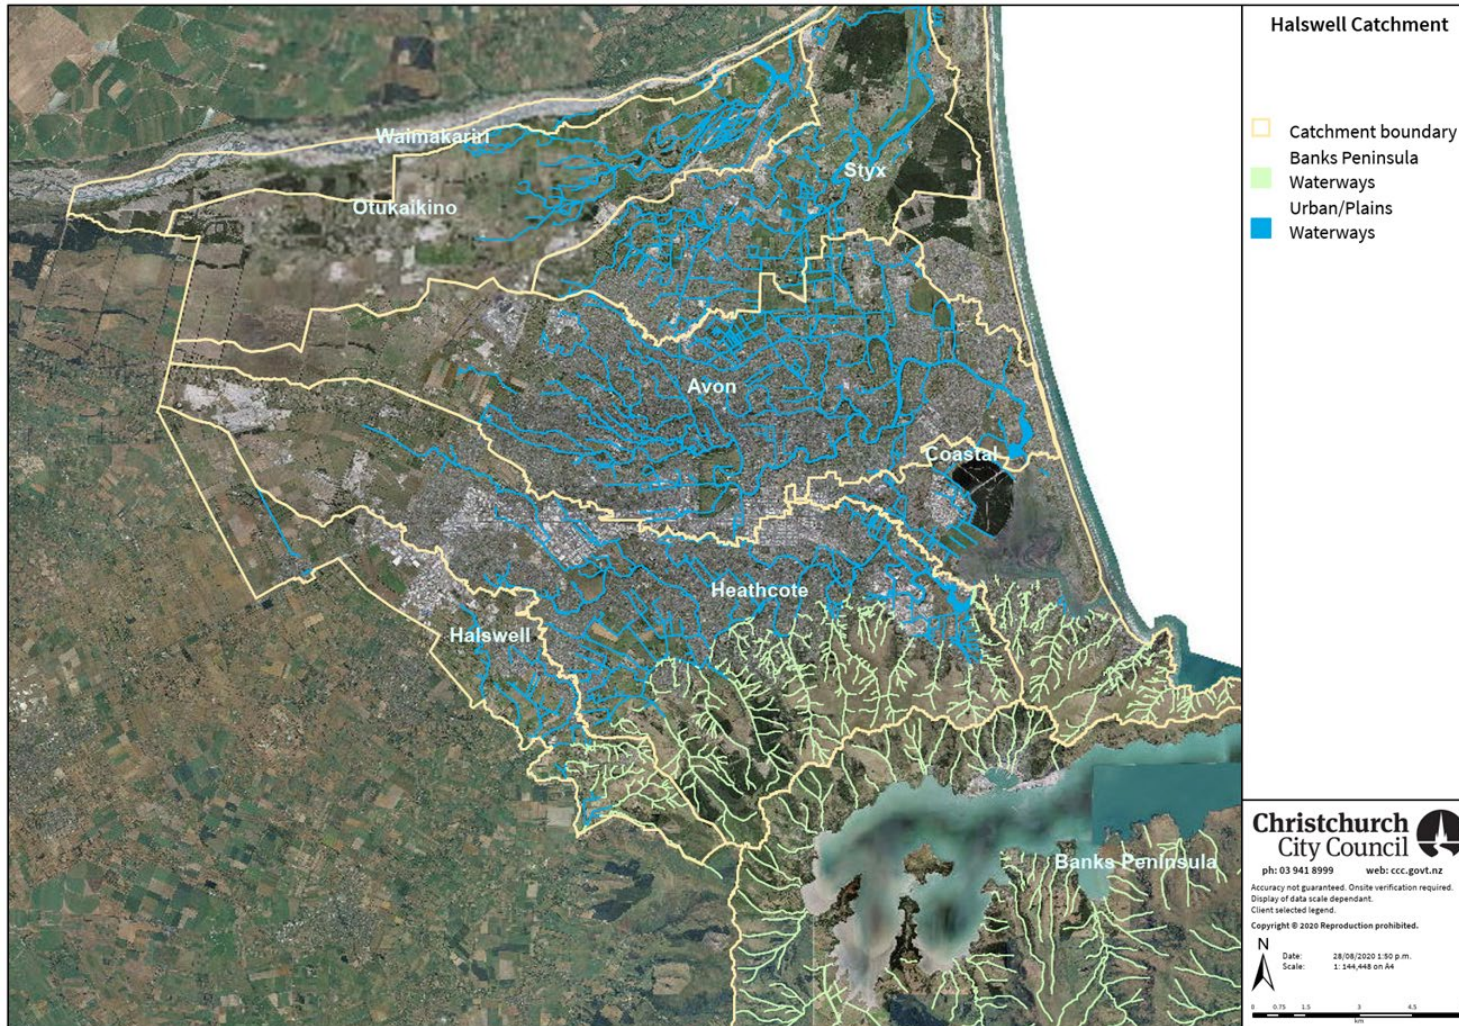 Halswell Catchment
Catchment boundary
Banks Peninsula
Waterways
Urban/Plains
Waterways
Waimakariri
Otukaikino
Styx
Avon
Coastal
Heathcote
Halswell
Banks Peninsula
Christchurch
City Council
ph: 03 941 8999 web: ccc.govt.nz
Accuracy not guaranteed. Onsite verification required.
Display of data scale dependant.
Client selected legend.
Copyright © 2020 Reproduction prohibited.
N
Date: 28/08/2020 1:50 p.m.
Scale: 1: 144,448 on A4
0 0.75 1.5 3 4.5
km